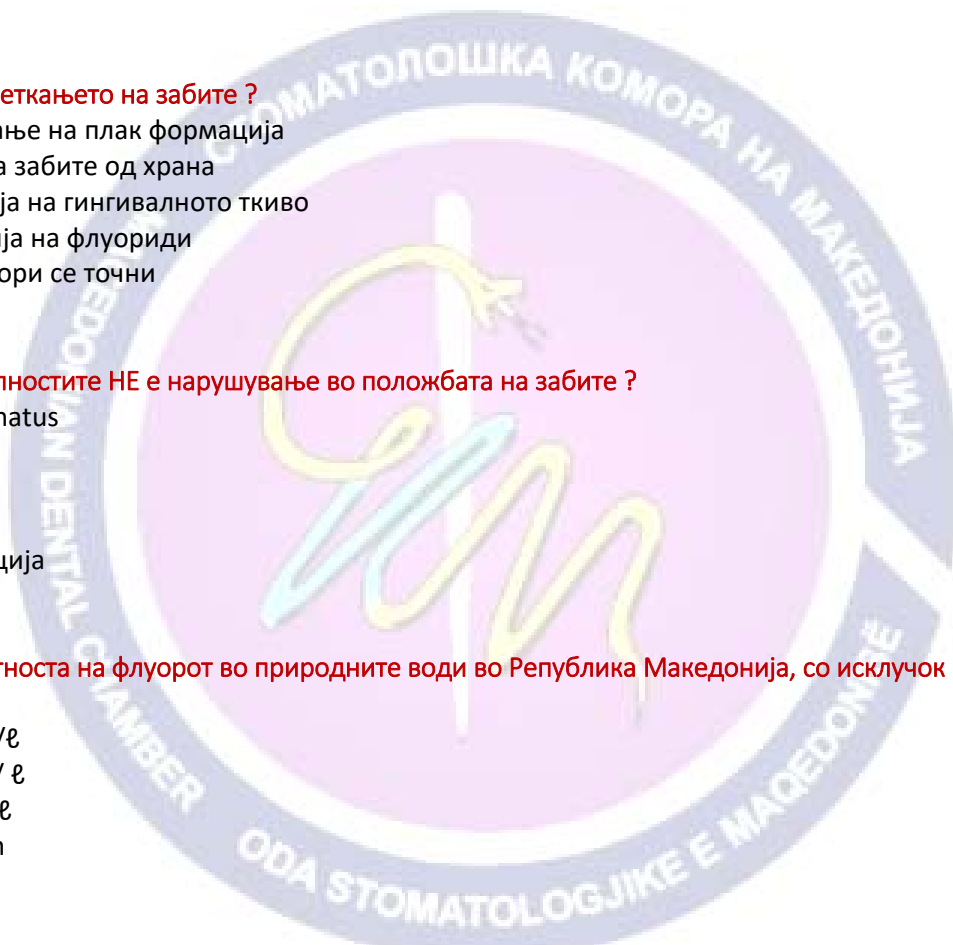 еткањето на забите ?
ање на плак формација
а забите од храна
ја на гингивалното ткиво
ија на флуориди
ори се точни
лностите НЕ е нарушување во положбата на забите ?
natus
ција
тноста на флуорот во природните води во Република Македонија, со исклучок
/ℓ
/ ℓ
ℓ
СТОМАТОЛОШКА КОМОРА НА МАКЕДОНИЈА
MACEDONIAN DENTAL CHAMBER
ODA STOMATOLOGJIKE E MAQEDONISË